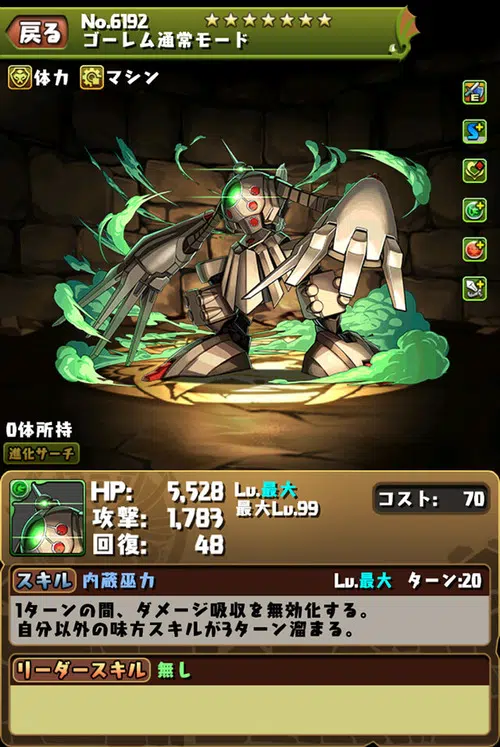 戻る
No.6192 ★★★★★★★
ゴーレム通常モード
体力 マシン
0体所持
進化サーチ
HP: 5,528 Lv.最大
最大Lv.99
コスト: 70
攻撃: 1,783
回復: 48
スキル 内蔵巫力 Lv.最大 ターン:20
1ターンの間、ダメージ吸収を無効化する。
自分以外の味方スキルが3ターン溜まる。
リーダースキル 無し